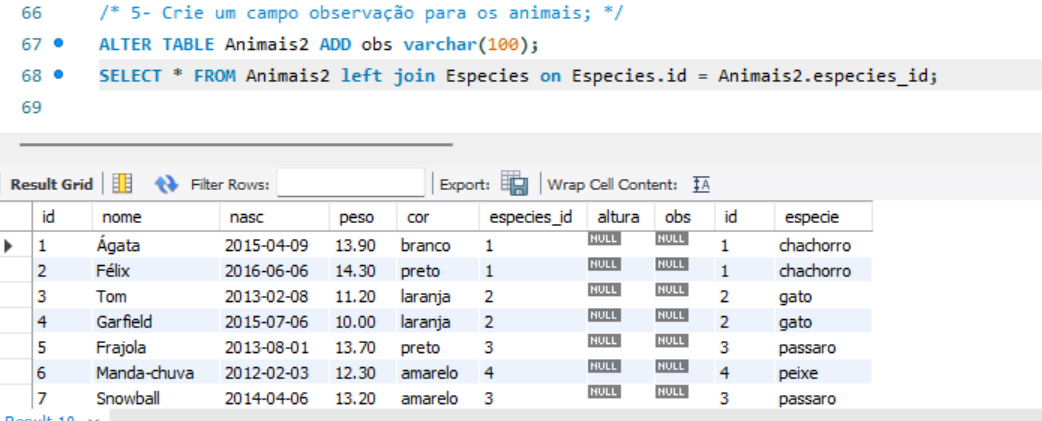 66 /* 5- Crie um campo observação para os animais; */
67 ALTER TABLE Animais2 ADD obs varchar(100);
68 SELECT * FROM Animais2 left join Especies on Especies.id = Animais2.especies_id;
69
Result Grid Filter Rows: Export: Wrap Cell Content: IA
id nome nasc peso cor especies_id altura obs id especie
1 Ágata 2015-04-09 13.90 branco 1 NULL NULL 1 chachorro
2 Félix 2016-06-06 14.30 preto 1 NULL NULL 1 chachorro
3 Tom 2013-02-08 11.20 laranja 2 NULL NULL 2 gato
4 Garfield 2015-07-06 10.00 laranja 2 NULL NULL 2 gato
5 Frajola 2013-08-01 13.70 preto 3 NULL NULL 3 passaro
6 Manda-chuva 2012-02-03 12.30 amarelo 4 NULL NULL 4 peixe
7 Snowball 2014-04-06 13.20 amarelo 3 NULL NULL 3 passaro